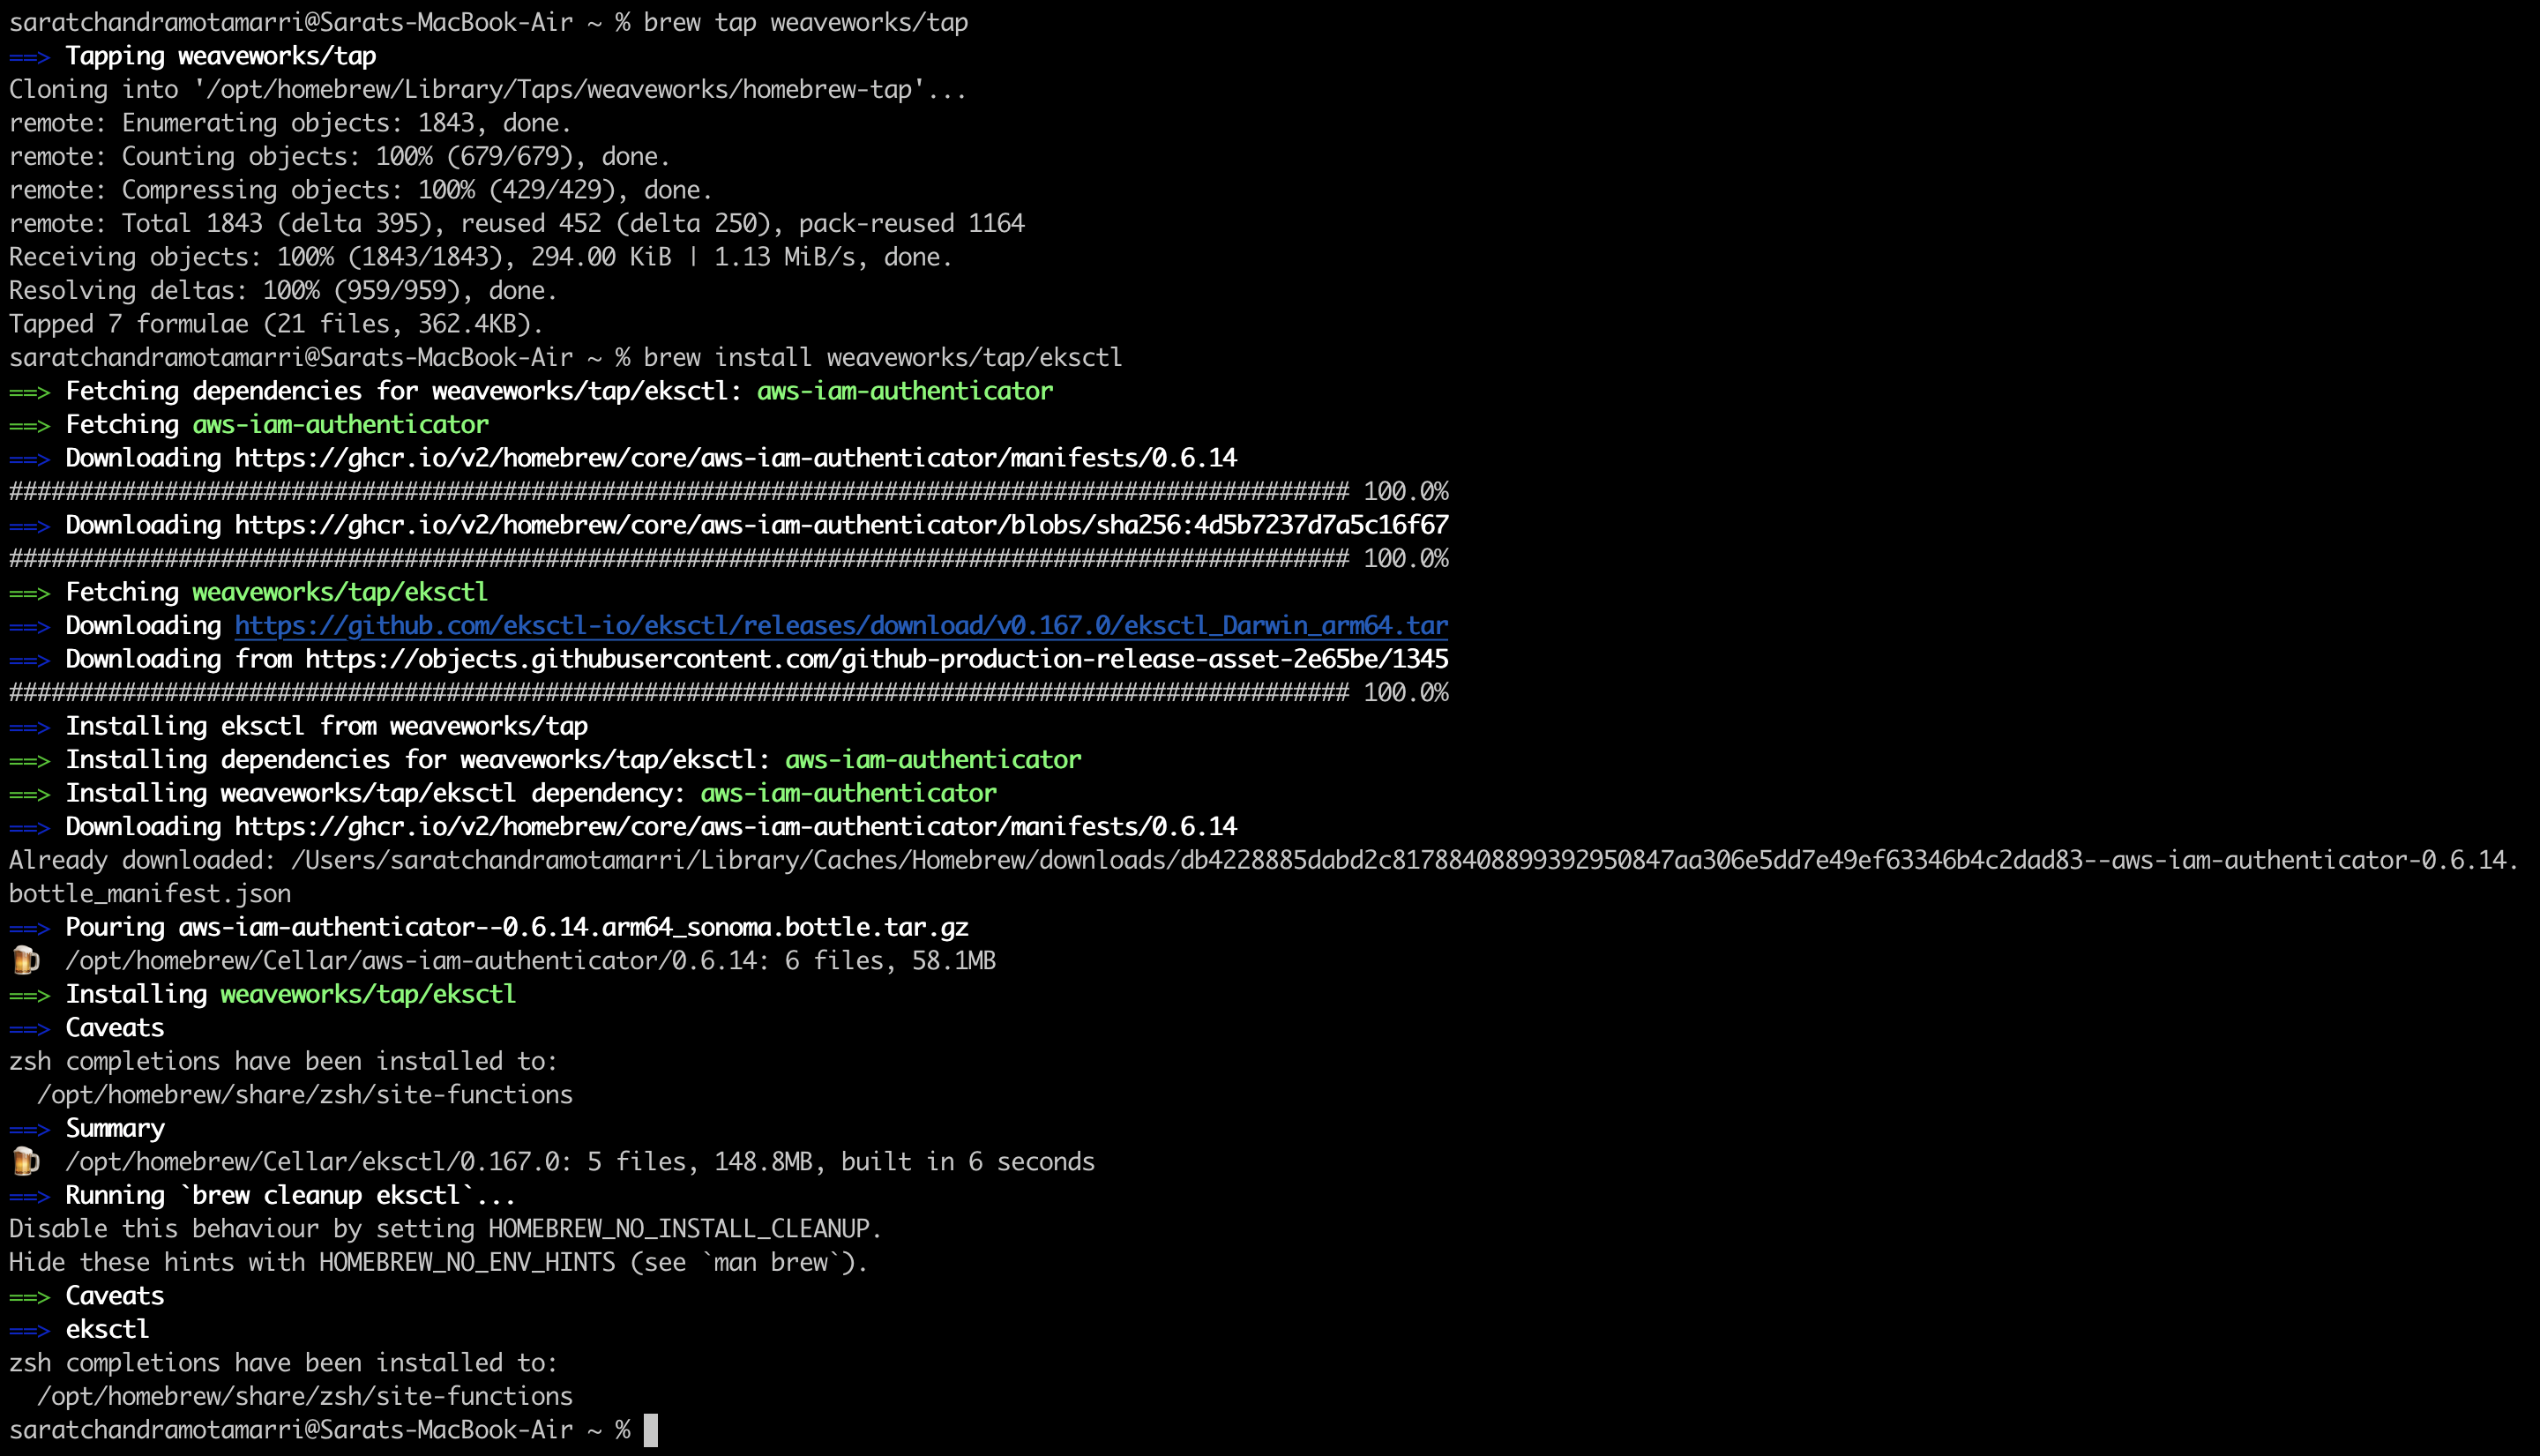 saratchandramotamarri@Sarats-MacBook-Air ~ % brew tap weaveworks/tap
==> Tapping weaveworks/tap
Cloning into '/opt/homebrew/Library/Taps/weaveworks/homebrew-tap'...
remote: Enumerating objects: 1843, done.
remote: Counting objects: 100% (679/679), done.
remote: Compressing objects: 100% (429/429), done.
remote: Total 1843 (delta 395), reused 452 (delta 250), pack-reused 1164
Receiving objects: 100% (1843/1843), 294.00 KiB | 1.13 MiB/s, done.
Resolving deltas: 100% (959/959), done.
Tapped 7 formulae (21 files, 362.4KB).
saratchandramotamarri@Sarats-MacBook-Air ~ % brew install weaveworks/tap/eksctl
==> Fetching dependencies for weaveworks/tap/eksctl: aws-iam-authenticator
==> Fetching aws-iam-authenticator
==> Downloading https://ghcr.io/v2/homebrew/core/aws-iam-authenticator/manifests/0.6.14
############################################################################################### 100.0%
==> Downloading https://ghcr.io/v2/homebrew/core/aws-iam-authenticator/blobs/sha256:4d5b7237d7a5c16f67
############################################################################################### 100.0%
==> Fetching weaveworks/tap/eksctl
==> Downloading https://github.com/eksctl-io/eksctl/releases/download/v0.167.0/eksctl_Darwin_arm64.tar
==> Downloading from https://objects.githubusercontent.com/github-production-release-asset-2e65be/1345
############################################################################################### 100.0%
==> Installing eksctl from weaveworks/tap
==> Installing dependencies for weaveworks/tap/eksctl: aws-iam-authenticator
==> Installing weaveworks/tap/eksctl dependency: aws-iam-authenticator
==> Downloading https://ghcr.io/v2/homebrew/core/aws-iam-authenticator/manifests/0.6.14
Already downloaded: /Users/saratchandramotamarri/Library/Caches/Homebrew/downloads/db4228885dabd2c81788408899392950847aa306e5dd7e49ef63346b4c2dad83--aws-iam-authenticator-0.6.14.
bottle_manifest.json
==> Pouring aws-iam-authenticator--0.6.14.arm64_sonoma.bottle.tar.gz
🍺 /opt/homebrew/Cellar/aws-iam-authenticator/0.6.14: 6 files, 58.1MB
==> Installing weaveworks/tap/eksctl
==> Caveats
zsh completions have been installed to:
  /opt/homebrew/share/zsh/site-functions
==> Summary
🍺 /opt/homebrew/Cellar/eksctl/0.167.0: 5 files, 148.8MB, built in 6 seconds
==> Running `brew cleanup eksctl`...
Disable this behaviour by setting HOMEBREW_NO_INSTALL_CLEANUP.
Hide these hints with HOMEBREW_NO_ENV_HINTS (see `man brew`).
==> Caveats
==> eksctl
zsh completions have been installed to:
  /opt/homebrew/share/zsh/site-functions
saratchandramotamarri@Sarats-MacBook-Air ~ %